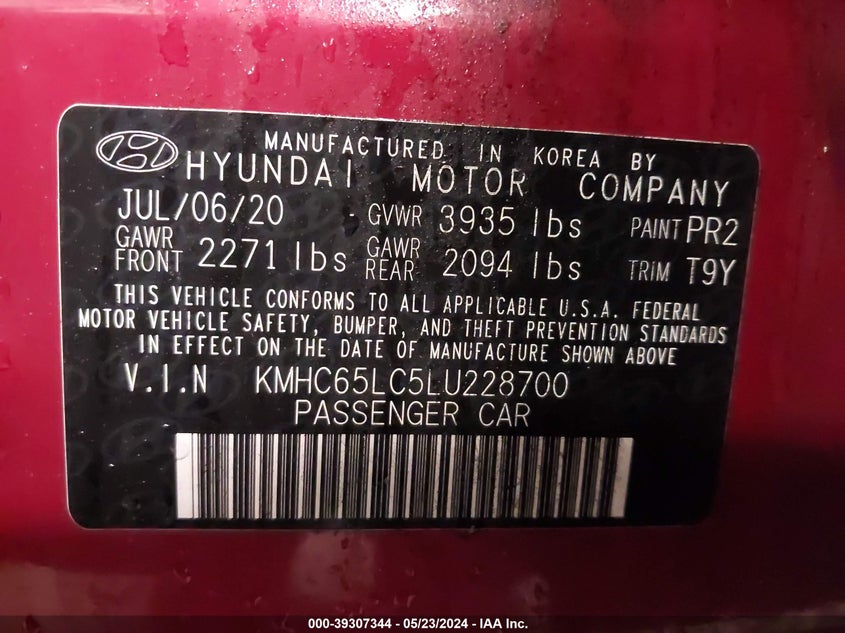 MANUFACTURED IN KOREA BY
HYUNDAI MOTOR COMPANY
JUL/06/20 GVWR 3935 lbs PAINT PR2
GAWR FRONT 2271 lbs GAWR REAR 2094 lbs TRIM T9Y
THIS VEHICLE CONFORMS TO ALL APPLICABLE U.S.A. FEDERAL
MOTOR VEHICLE SAFETY, BUMPER, AND THEFT PREVENTION STANDARDS
IN EFFECT ON THE DATE OF MANUFACTURE SHOWN ABOVE
V.I.N KMHC65LC5LU228700
PASSENGER CAR
000-39307344 - 05/23/2024 - IAA Inc.